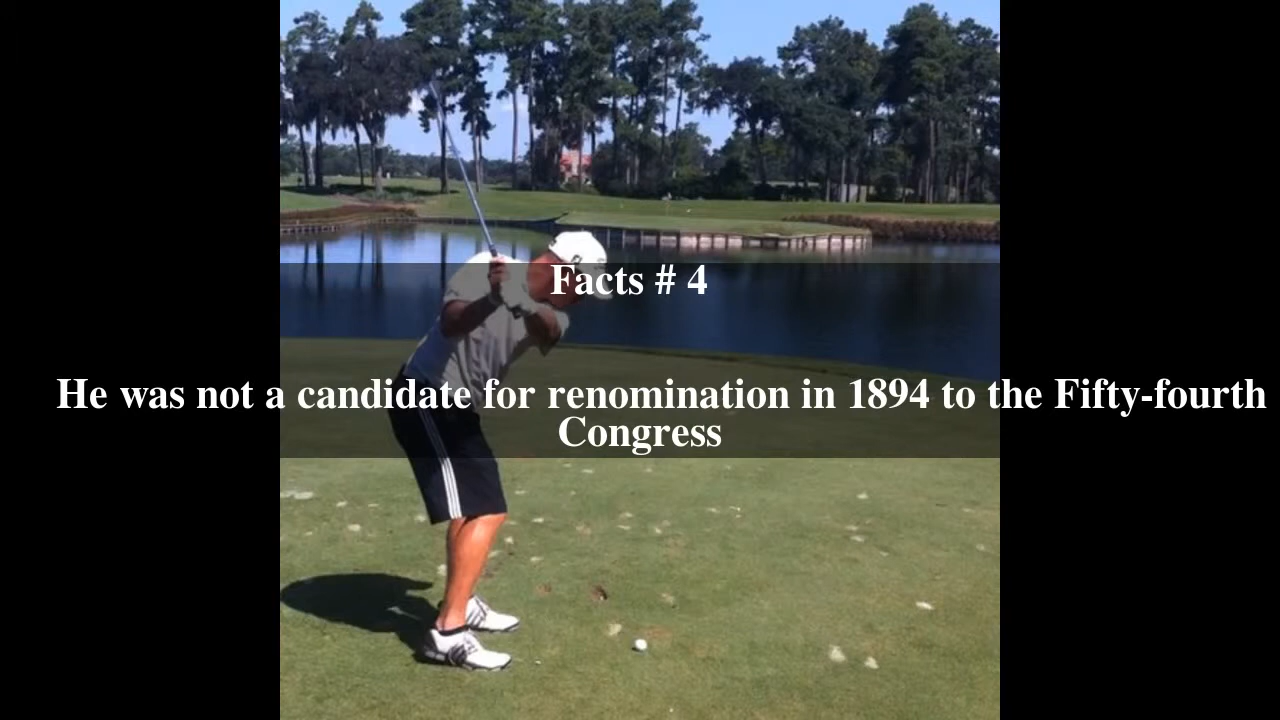 Facts # 4
He was not a candidate for renomination in 1894 to the Fifty-fourth
Congress